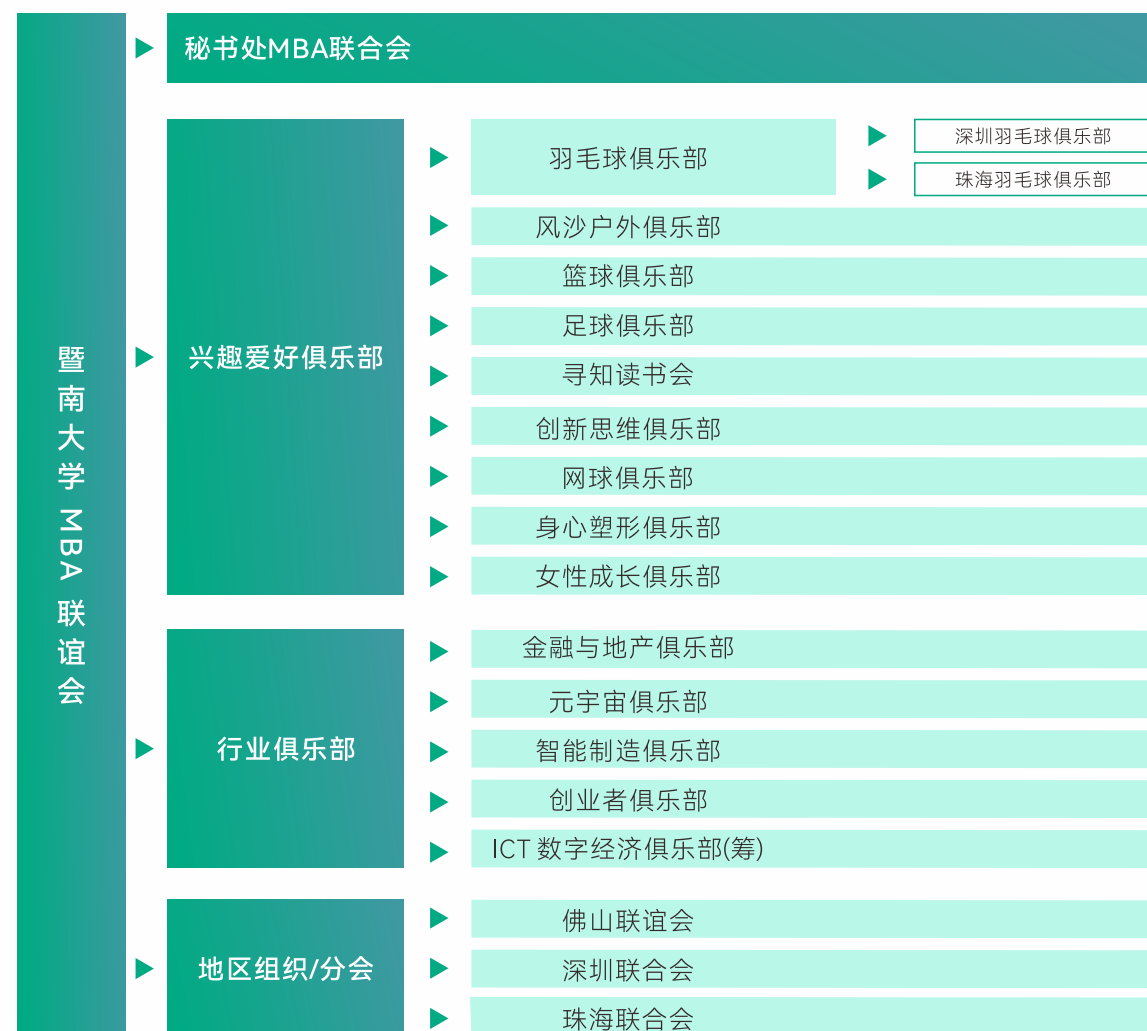 暨南大学 MBA 联谊会
秘书处MBA联合会
兴趣爱好俱乐部
羽毛球俱乐部
深圳羽毛球俱乐部
珠海羽毛球俱乐部
风沙户外俱乐部
篮球俱乐部
足球俱乐部
寻知读书会
创新思维俱乐部
网球俱乐部
身心塑形俱乐部
女性成长俱乐部
行业俱乐部
金融与地产俱乐部
元宇宙俱乐部
智能制造俱乐部
创业者俱乐部
ICT 数字经济俱乐部(筹)
地区组织/分会
佛山联谊会
深圳联合会
珠海联合会